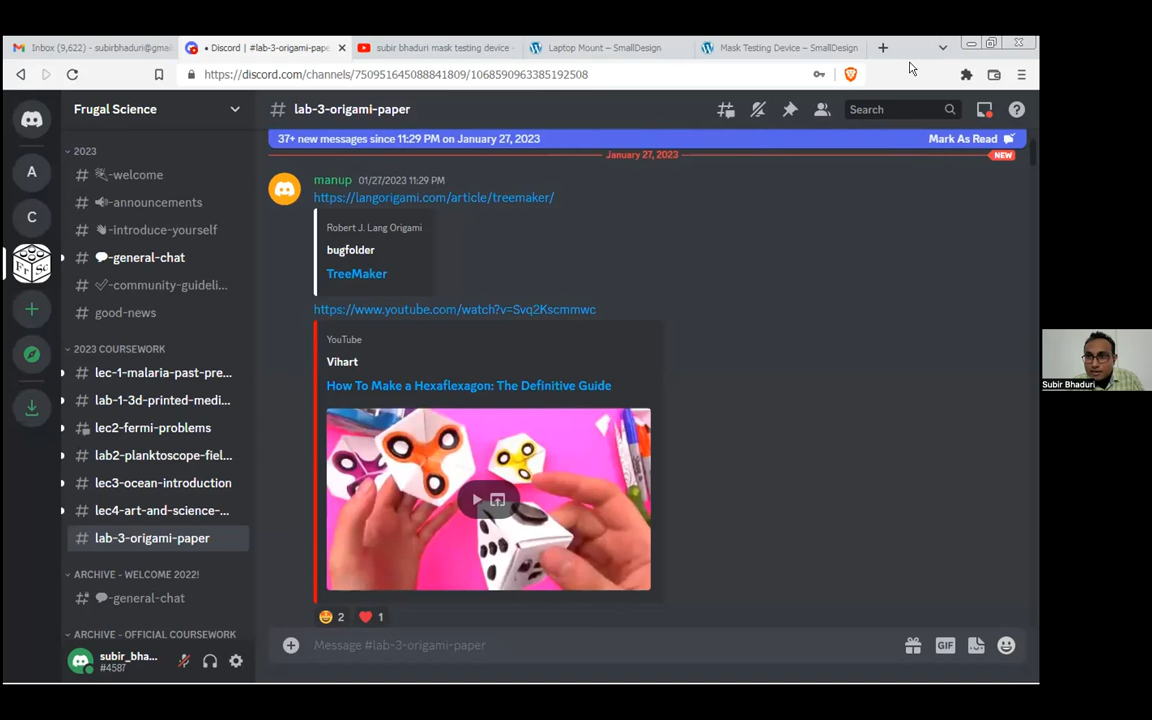 Inbox (9,622) - subirbhaduri@gmai
• Discord | #lab-3-origami-pape
subir bhaduri mask testing device -
Laptop Mount – SmallDesign
Mask Testing Device – SmallDesign
https://discord.com/channels/750951645088841809/1068590963385192508
Frugal Science
lab-3-origami-paper
Search
37+ new messages since 11:29 PM on January 27, 2023
Mark As Read
January 27, 2023
NEW
2023
-welcome
-announcements
-introduce-yourself
-general-chat
-community-guideli...
good-news
2023 COURSEWORK
lec-1-malaria-past-pre...
lab-1-3d-printed-medi...
lec2-fermi-problems
lab2-planktoscope-fiel...
lec3-ocean-introduction
lec4-art-and-science-...
lab-3-origami-paper
ARCHIVE - WELCOME 2022!
-general-chat
ARCHIVE - OFFICIAL COURSEWORK
subir_bha...
#4587
A
C
FrSc
manup 01/27/2023 11:29 PM
https://langorigami.com/article/treemaker/
Robert J. Lang Origami
bugfolder
TreeMaker
https://www.youtube.com/watch?v=Svq2Kscmmwc
YouTube
Vihart
How To Make a Hexaflexagon: The Definitive Guide
2
1
Message #lab-3-origami-paper
GIF
Subir Bhaduri